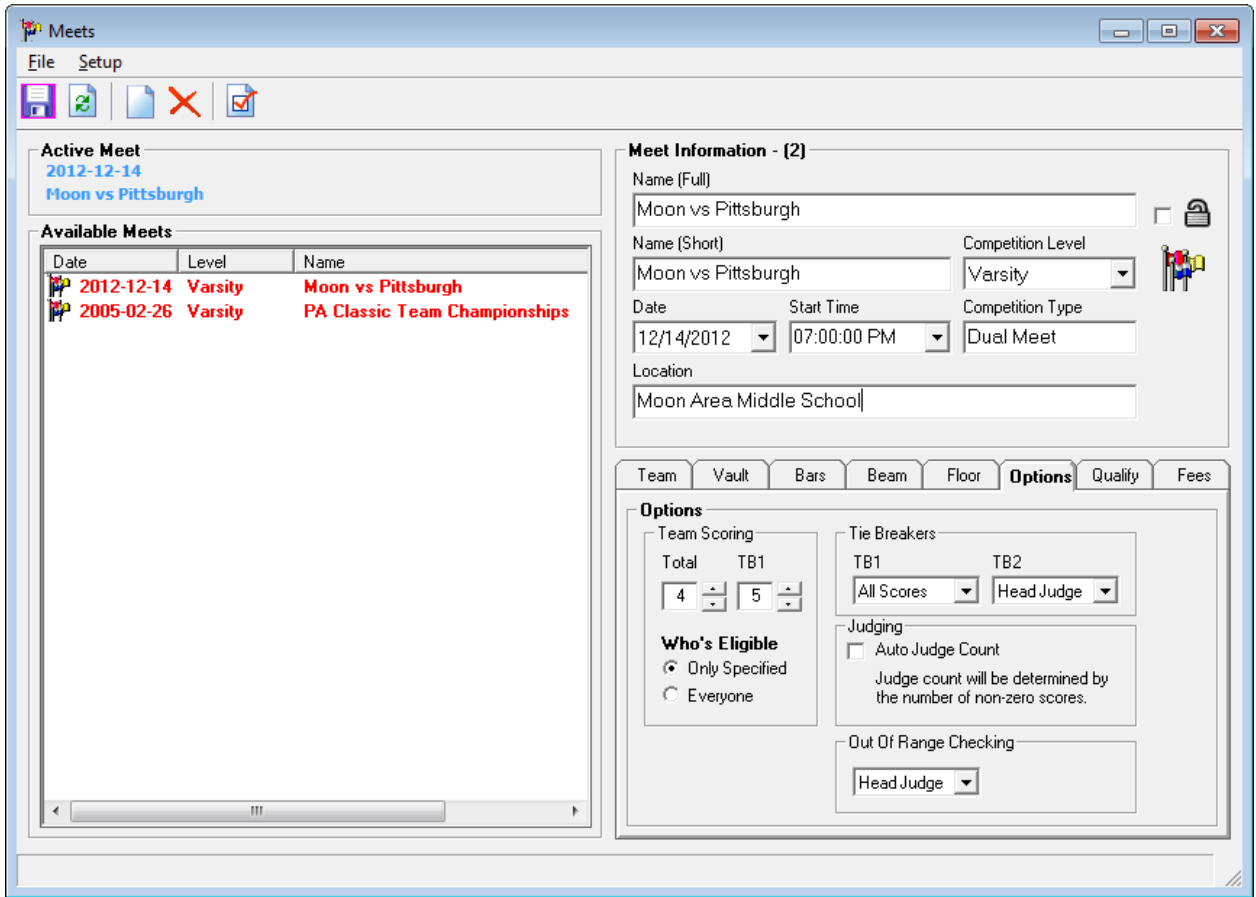 Meets
File Setup
Active Meet
2012-12-14
Moon vs Pittsburgh
Available Meets
Date Level Name
2012-12-14 Varsity Moon vs Pittsburgh
2005-02-26 Varsity PA Classic Team Championships
Meet Information - (2)
Name (Full)
Moon vs Pittsburgh
Name (Short) Competition Level
Moon vs Pittsburgh Varsity
Date Start Time Competition Type
12/14/2012 07:00:00 PM Dual Meet
Location
Moon Area Middle School
Team Vault Bars Beam Floor Options Qualify Fees
Options
Team Scoring
Total TB1
4 5
Who's Eligible
Only Specified
Everyone
Tie Breakers
TB1 TB2
All Scores Head Judge
Judging
Auto Judge Count
Judge count will be determined by
the number of non-zero scores.
Out Of Range Checking
Head Judge